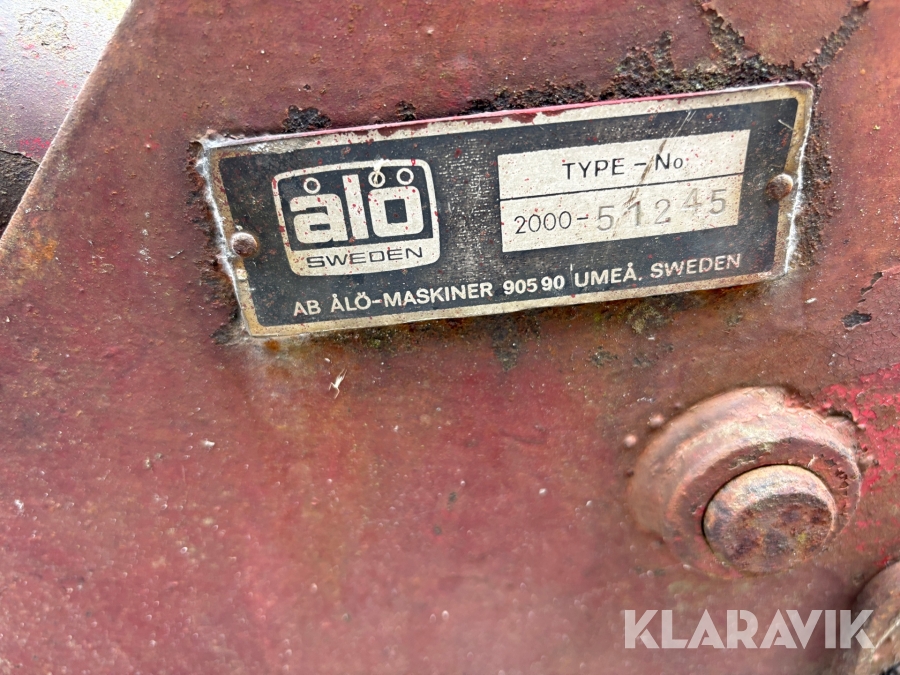 ålö
SWEDEN
TYPE - No
2000-51245
AB ÅLÖ-MASKINER 905 90 UMEÅ. SWEDEN
KLARAVIK